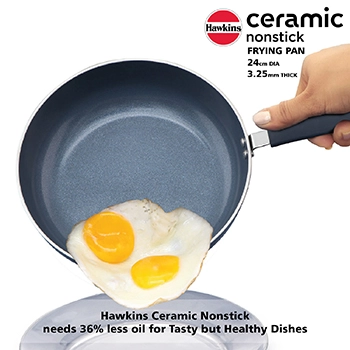 Hawkins
ceramic
nonstick
FRYING PAN
24cm DIA
3.25mm THICK
Hawkins Ceramic Nonstick
needs 36% less oil for Tasty but Healthy Dishes